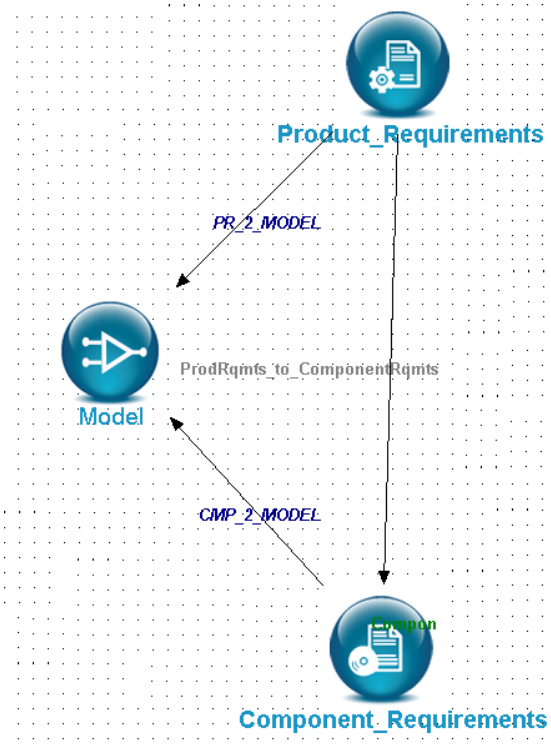 Product_Requirements
PR_2_MODEL
ProdRqmts_to_ComponentRqmts
Model
CMP_2_MODEL
Compon
Component_Requirements